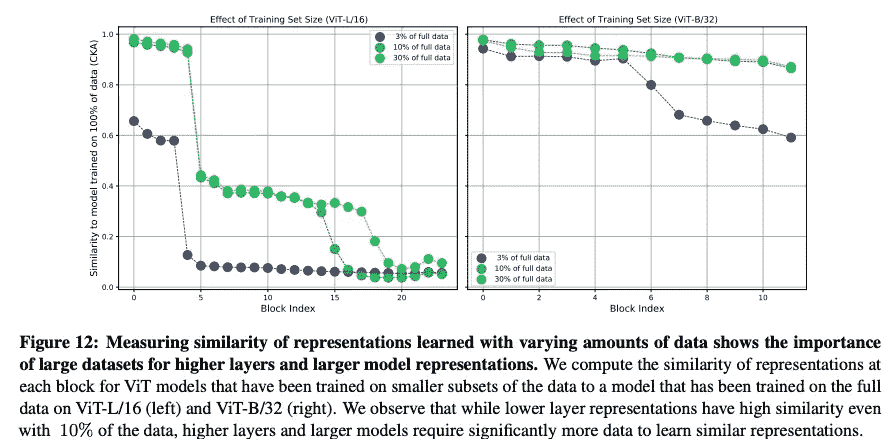 Effect of Training Set Size (ViT-L/16)
3% of full data
10% of full data
30% of full data
Similarity to model trained on 100% of data (CKA)
1.0
0.8
0.6
0.4
0.2
0.0
0
5
10
15
20
Block Index
Effect of Training Set Size (ViT-B/32)
3% of full data
10% of full data
30% of full data
0
2
4
6
8
10
Block Index
Figure 12: Measuring similarity of representations learned with varying amounts of data shows the importance
of large datasets for higher layers and larger model representations. We compute the similarity of representations at
each block for ViT models that have been trained on smaller subsets of the data to a model that has been trained on the full
data on ViT-L/16 (left) and ViT-B/32 (right). We observe that while lower layer representations have high similarity even
with 10% of the data, higher layers and larger models require significantly more data to learn similar representations.